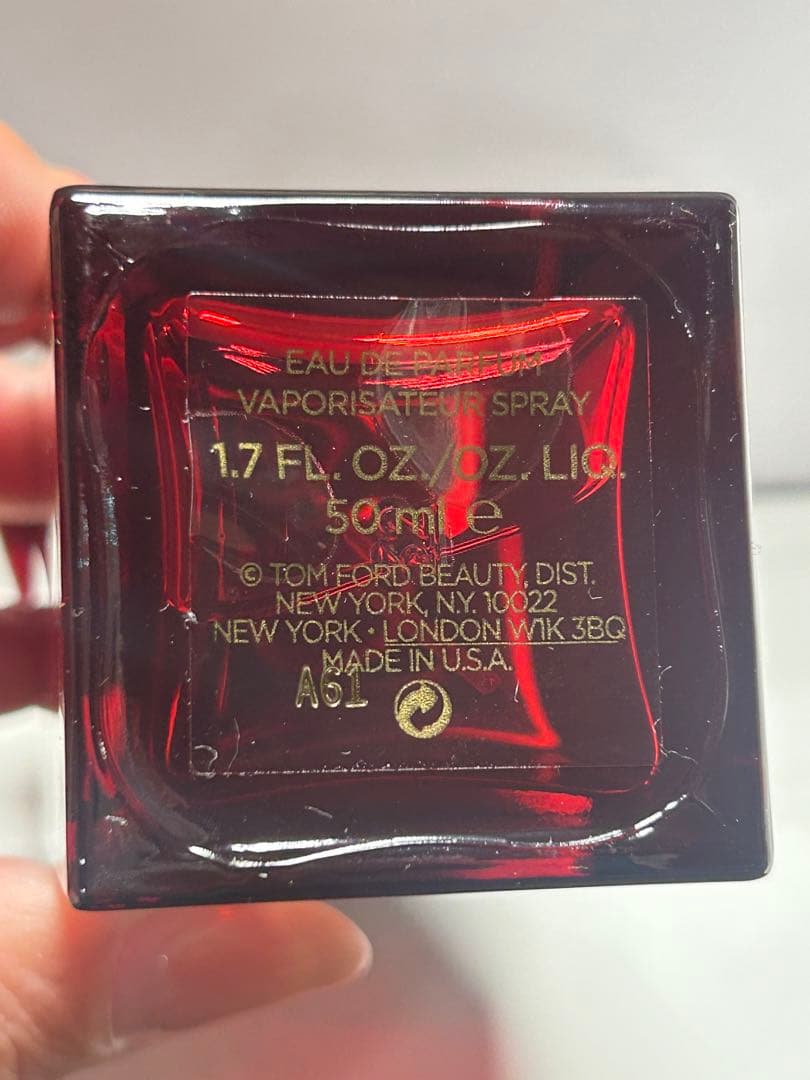 EAU DE PARFUM
VAPORISATEUR SPRAY
1.7 FL. OZ./OZ. LIQ.
50 ml ℮
© TOM FORD BEAUTY, DIST.
NEW YORK, N.Y. 10022
NEW YORK • LONDON W1K 3BQ
MADE IN U.S.A.
A61